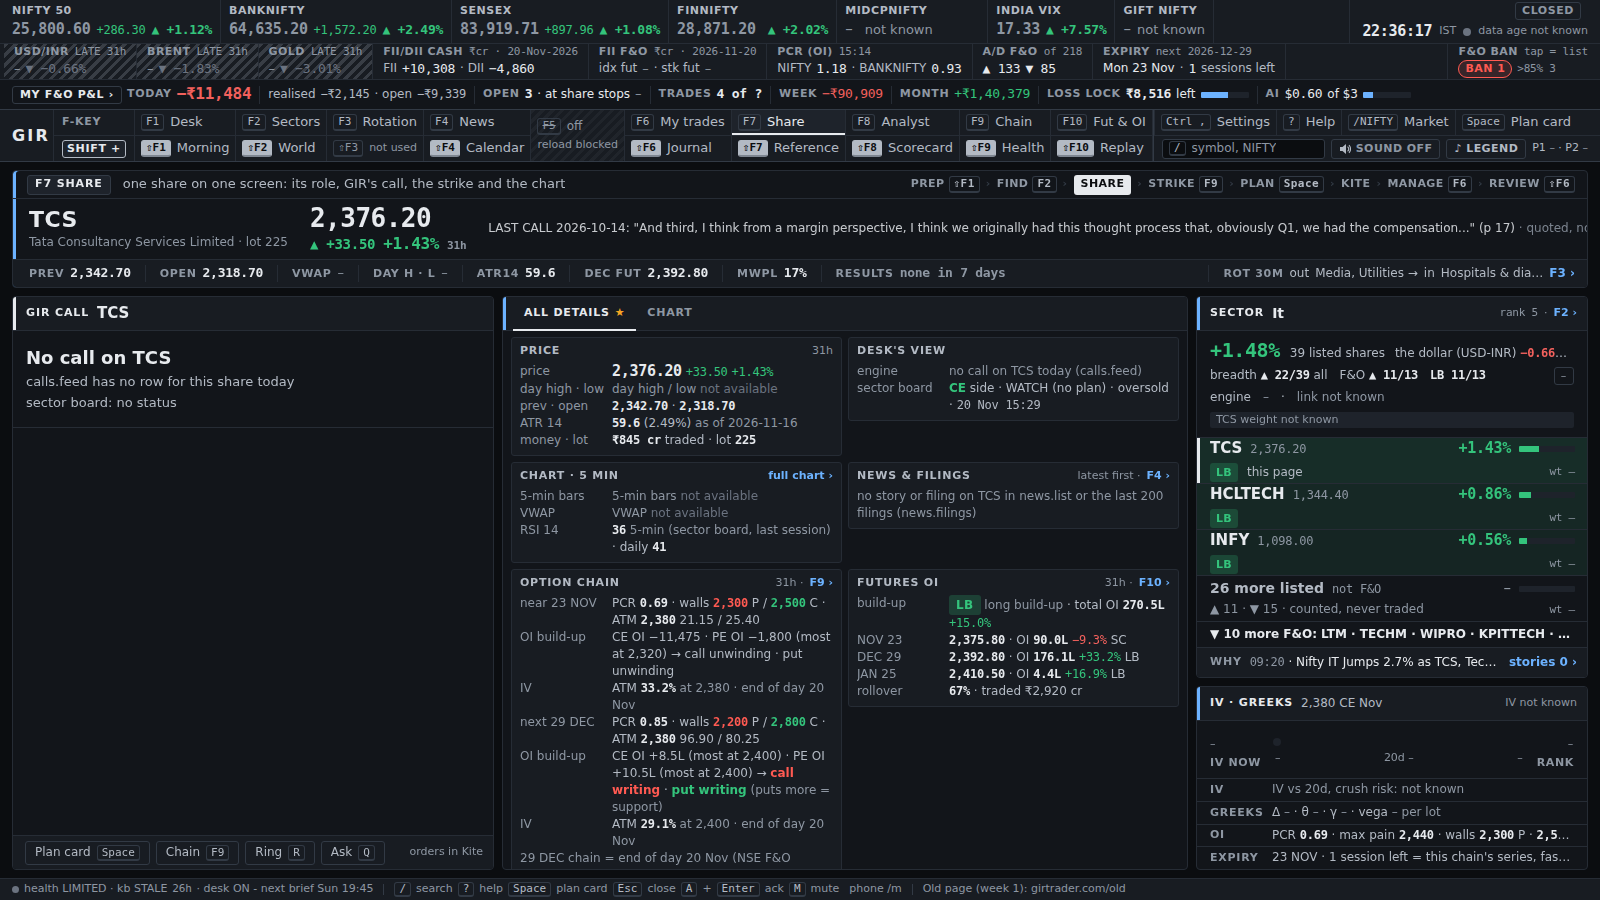 NIFTY 50
25,800.60 +286.30 ▲ +1.12%
BANKNIFTY
64,635.20 +1,572.20 ▲ +2.49%
SENSEX
83,919.71 +897.96 ▲ +1.08%
FINNIFTY
28,871.20 ▲ +2.02%
MIDCPNIFTY
– not known
INDIA VIX
17.33 ▲ +7.57%
GIFT NIFTY
– not known
CLOSED
22:36:17 IST ● data age not known
USD/INR LATE 31h
– ▼ −0.66%
BRENT LATE 31h
– ▼ −1.83%
GOLD LATE 31h
– ▼ −3.01%
FII/DII CASH ₹cr · 20-Nov-2026
FII +10,308 · DII −4,860
FII F&O ₹cr · 2026-11-20
idx fut – · stk fut –
PCR (OI) 15:14
NIFTY 1.18 · BANKNIFTY 0.93
A/D F&O of 218
▲ 133 ▼ 85
EXPIRY next 2026-12-29
Mon 23 Nov · 1 sessions left
F&O BAN tap = list
BAN 1 >85% 3
MY F&O P&L › TODAY −₹11,484 realised −₹2,145 · open −₹9,339 OPEN 3 · at share stops – TRADES 4 of ? WEEK −₹90,909 MONTH +₹1,40,379 LOSS LOCK ₹8,516 left AI $0.60 of $3
GIR
F-KEY F1 Desk F2 Sectors F3 Rotation F4 News F5 off F6 My trades F7 Share F8 Analyst F9 Chain F10 Fut & OI Ctrl , Settings ? Help /NIFTY Market Space Plan card
SHIFT + ⇧F1 Morning ⇧F2 World ⇧F3 not used ⇧F4 Calendar reload blocked ⇧F6 Journal ⇧F7 Reference ⇧F8 Scorecard ⇧F9 Health ⇧F10 Replay / symbol, NIFTY SOUND OFF ♪ LEGEND P1 – · P2 –
F7 SHARE one share on one screen: its role, GIR's call, the strike and the chart
PREP ⇧F1 › FIND F2 › SHARE › STRIKE F9 › PLAN Space › KITE › MANAGE F6 › REVIEW ⇧F6
TCS
Tata Consultancy Services Limited · lot 225
2,376.20
▲ +33.50 +1.43% 31h
LAST CALL 2026-10-14: "And third, I think from a margin perspective, I think we originally had this thought process that, obviously Q1, we had the compensation..." (p 17) · quoted, no
PREV 2,342.70 OPEN 2,318.70 VWAP – DAY H · L – ATR14 59.6 DEC FUT 2,392.80 MWPL 17% RESULTS none in 7 days ROT 30M out Media, Utilities → in Hospitals & dia… F3 ›
GIR CALL TCS
No call on TCS
calls.feed has no row for this share today
sector board: no status
Plan card Space Chain F9 Ring R Ask Q orders in Kite
ALL DETAILS ★ CHART
PRICE 31h
price 2,376.20 +33.50 +1.43%
day high · low day high / low not available
prev · open 2,342.70 · 2,318.70
ATR 14 59.6 (2.49%) as of 2026-11-16
money · lot ₹845 cr traded · lot 225
DESK'S VIEW
engine no call on TCS today (calls.feed)
sector board CE side · WATCH (no plan) · oversold
· 20 Nov 15:29
CHART · 5 MIN full chart ›
5-min bars 5-min bars not available
VWAP VWAP not available
RSI 14 36 5-min (sector board, last session)
· daily 41
NEWS & FILINGS latest first · F4 ›
no story or filing on TCS in news.list or the last 200
filings (news.filings)
OPTION CHAIN 31h · F9 ›
near 23 NOV PCR 0.69 · walls 2,300 P / 2,500 C ·
ATM 2,380 21.15 / 25.40
OI build-up CE OI −11,475 · PE OI −1,800 (most
at 2,320) → call unwinding · put
unwinding
IV ATM 33.2% at 2,380 · end of day 20
Nov
next 29 DEC PCR 0.85 · walls 2,200 P / 2,800 C ·
ATM 2,380 96.90 / 80.25
OI build-up CE OI +8.5L (most at 2,400) · PE OI
+10.5L (most at 2,400) → call
writing · put writing (puts more =
support)
IV ATM 29.1% at 2,400 · end of day 20
Nov
29 DEC chain = end of day 20 Nov (NSE F&O
FUTURES OI 31h · F10 ›
build-up LB long build-up · total OI 270.5L
+15.0%
NOV 23 2,375.80 · OI 90.0L −9.3% SC
DEC 29 2,392.80 · OI 176.1L +33.2% LB
JAN 25 2,410.50 · OI 4.4L +16.9% LB
rollover 67% · traded ₹2,920 cr
SECTOR It rank 5 · F2 ›
+1.48% 39 listed shares the dollar (USD-INR) −0.66…
breadth ▲ 22/39 all F&O ▲ 11/13 LB 11/13 –
engine – · link not known
TCS weight not known
TCS 2,376.20 +1.43%
LB this page wt –
HCLTECH 1,344.40 +0.86%
LB wt –
INFY 1,098.00 +0.56%
LB wt –
26 more listed not F&O –
▲ 11 · ▼ 15 · counted, never traded wt –
▼ 10 more F&O: LTM · TECHM · WIPRO · KPITTECH · …
WHY 09:20 · Nifty IT Jumps 2.7% as TCS, Tec… stories 0 ›
IV · GREEKS 2,380 CE Nov IV not known
– –
IV NOW – 20d – – RANK
IV IV vs 20d, crush risk: not known
GREEKS Δ – · θ – · γ – · vega – per lot
OI PCR 0.69 · max pain 2,440 · walls 2,300 P · 2,5…
EXPIRY 23 NOV · 1 session left = this chain's series, fas…
● health LIMITED · kb STALE 26h · desk ON - next brief Sun 19:45 / search ? help Space plan card Esc close A + Enter ack M mute phone /m Old page (week 1): girtrader.com/old